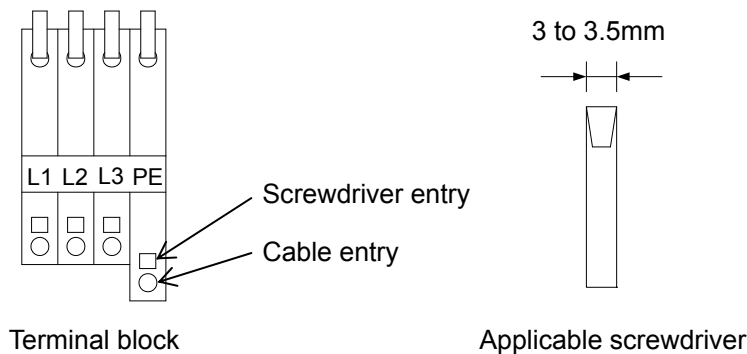 3 to 3.5mm
L1 L2 L3 PE
Screwdriver entry
Cable entry
Terminal block
Applicable screwdriver